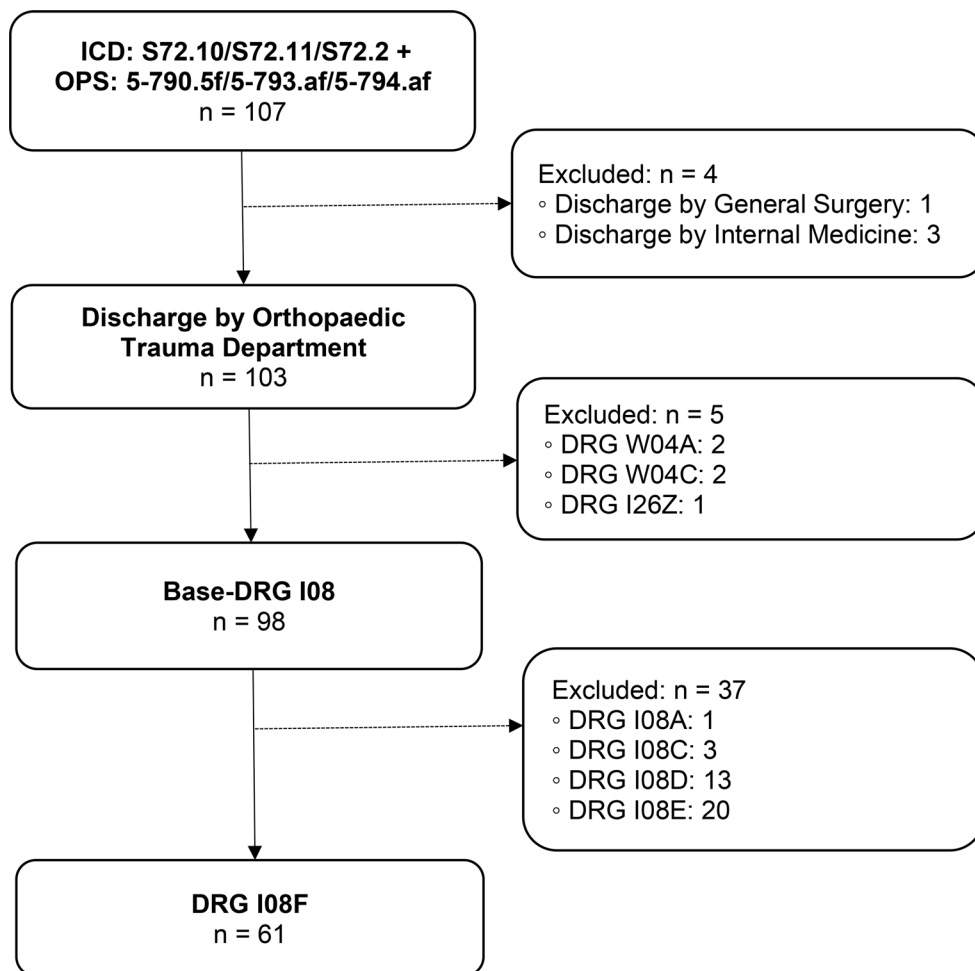 ICD: S72.10/S72.11/S72.2 +
OPS: 5-790.5f/5-793.af/5-794.af
n = 107
Excluded: n = 4
◦ Discharge by General Surgery: 1
◦ Discharge by Internal Medicine: 3
Discharge by Orthopaedic
Trauma Department
n = 103
Excluded: n = 5
◦ DRG W04A: 2
◦ DRG W04C: 2
◦ DRG I26Z: 1
Base-DRG I08
n = 98
Excluded: n = 37
◦ DRG I08A: 1
◦ DRG I08C: 3
◦ DRG I08D: 13
◦ DRG I08E: 20
DRG I08F
n = 61